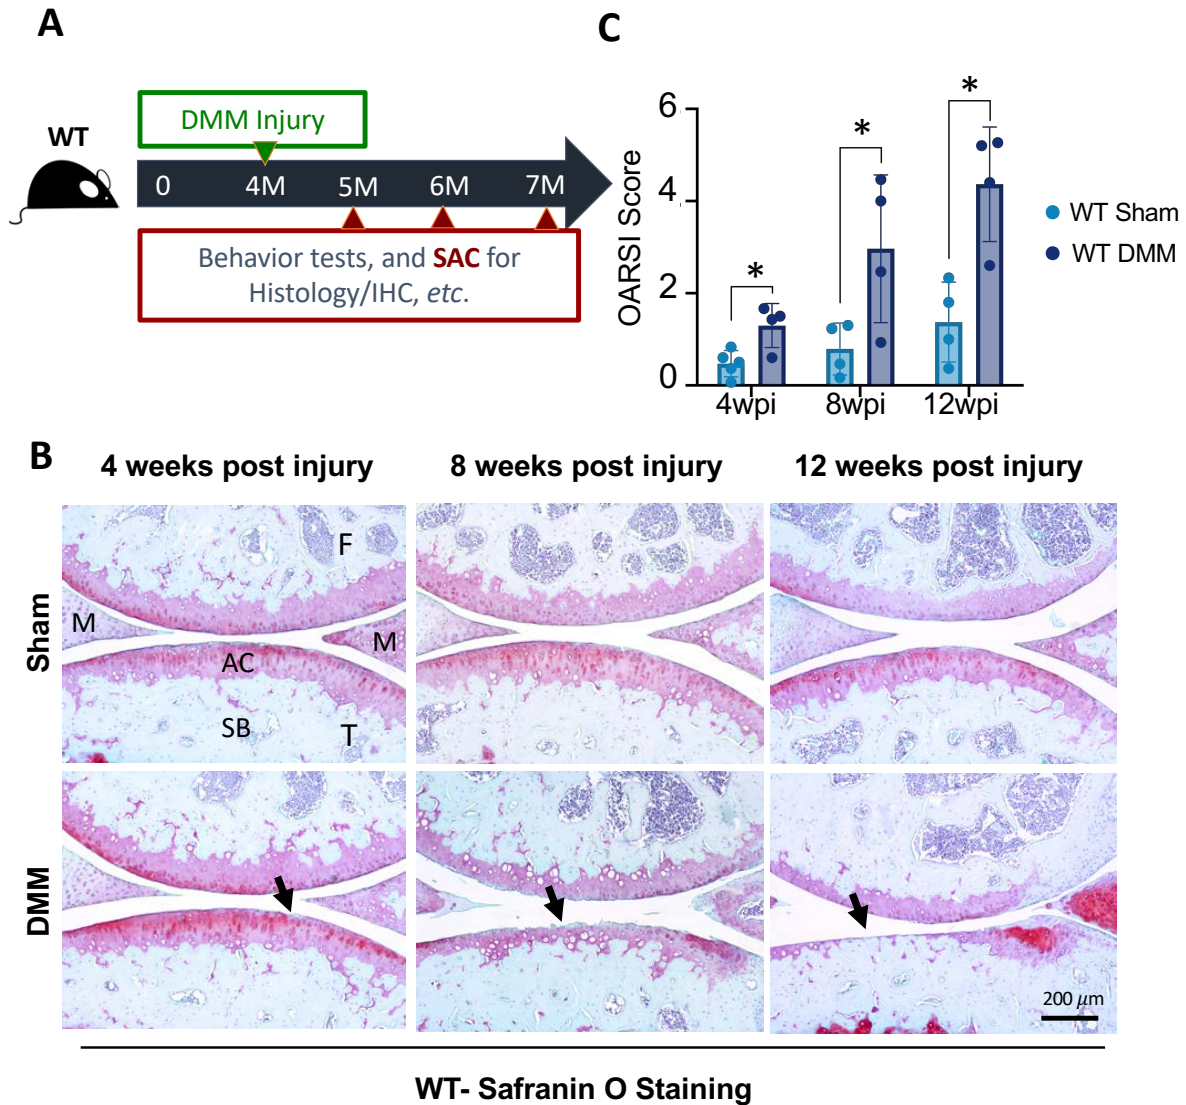 A
WT
DMM Injury
0 4M 5M 6M 7M
Behavior tests, and SAC for
Histology/IHC, etc.
C
OARSI Score
6
4
2
0
*
*
*
4wpi 8wpi 12wpi
WT Sham
WT DMM
B
4 weeks post injury 8 weeks post injury 12 weeks post injury
Sham
F
M
M
AC
SB
T
DMM
200 μm
WT- Safranin O Staining